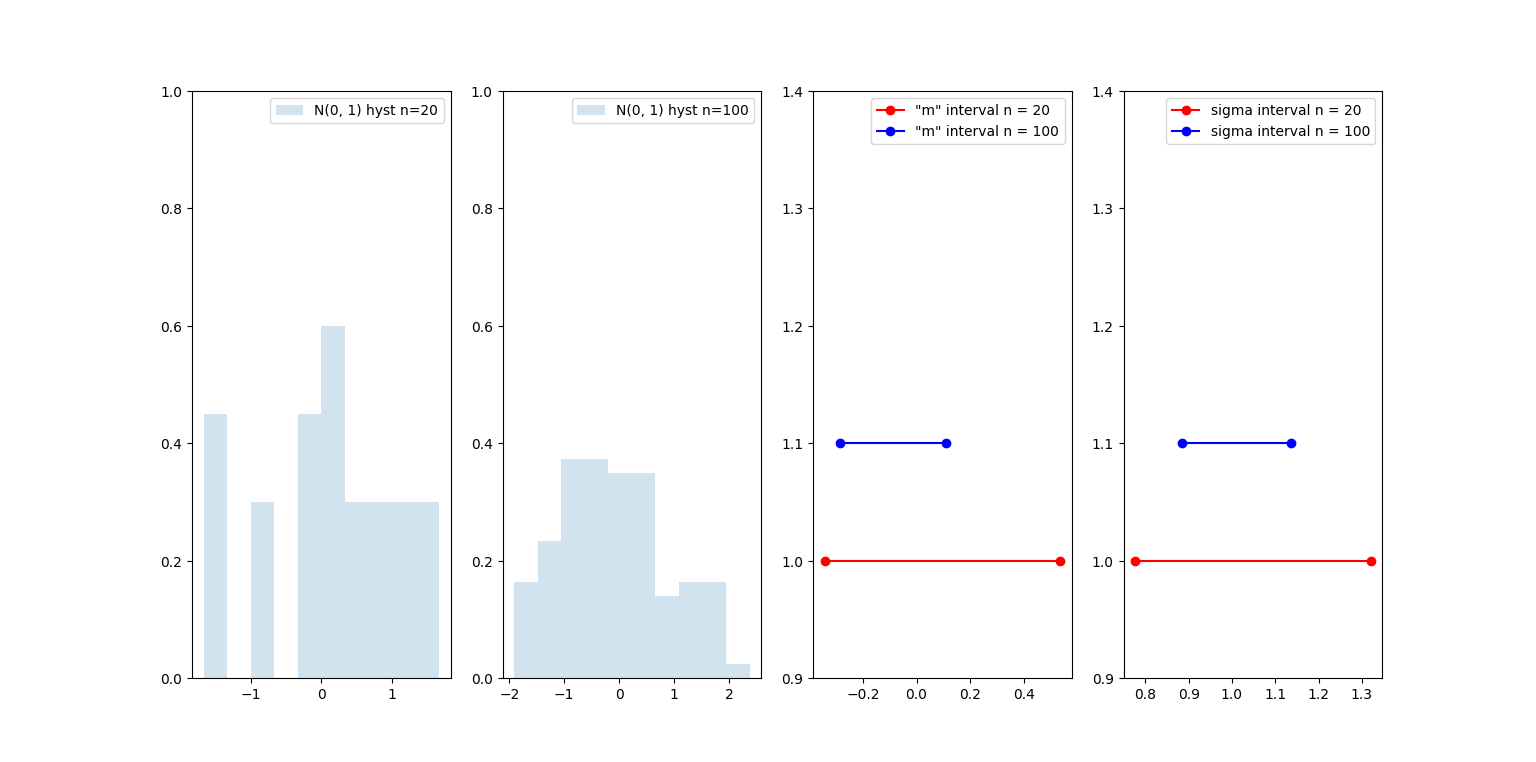 N(0, 1) hyst n=20
1.0
0.8
0.6
0.4
0.2
0.0
−1 0 1
N(0, 1) hyst n=100
1.0
0.8
0.6
0.4
0.2
0.0
−2 −1 0 1 2
"m" interval n = 20
"m" interval n = 100
1.4
1.3
1.2
1.1
1.0
0.9
−0.2 0.0 0.2 0.4
sigma interval n = 20
sigma interval n = 100
1.4
1.3
1.2
1.1
1.0
0.9
0.8 0.9 1.0 1.1 1.2 1.3